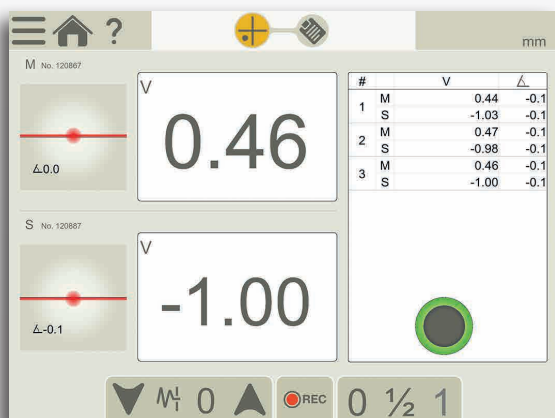 ?
mm
M No. 120867
V
0.46
∡0.0
S No. 120867
V
-1.00
∡-0.1
# V ∡
1 M 0.44 -0.1
S -1.03 -0.1
2 M 0.47 -0.1
S -0.98 -0.1
3 M 0.46 -0.1
S -1.00 -0.1
0 REC 0 ½ 1